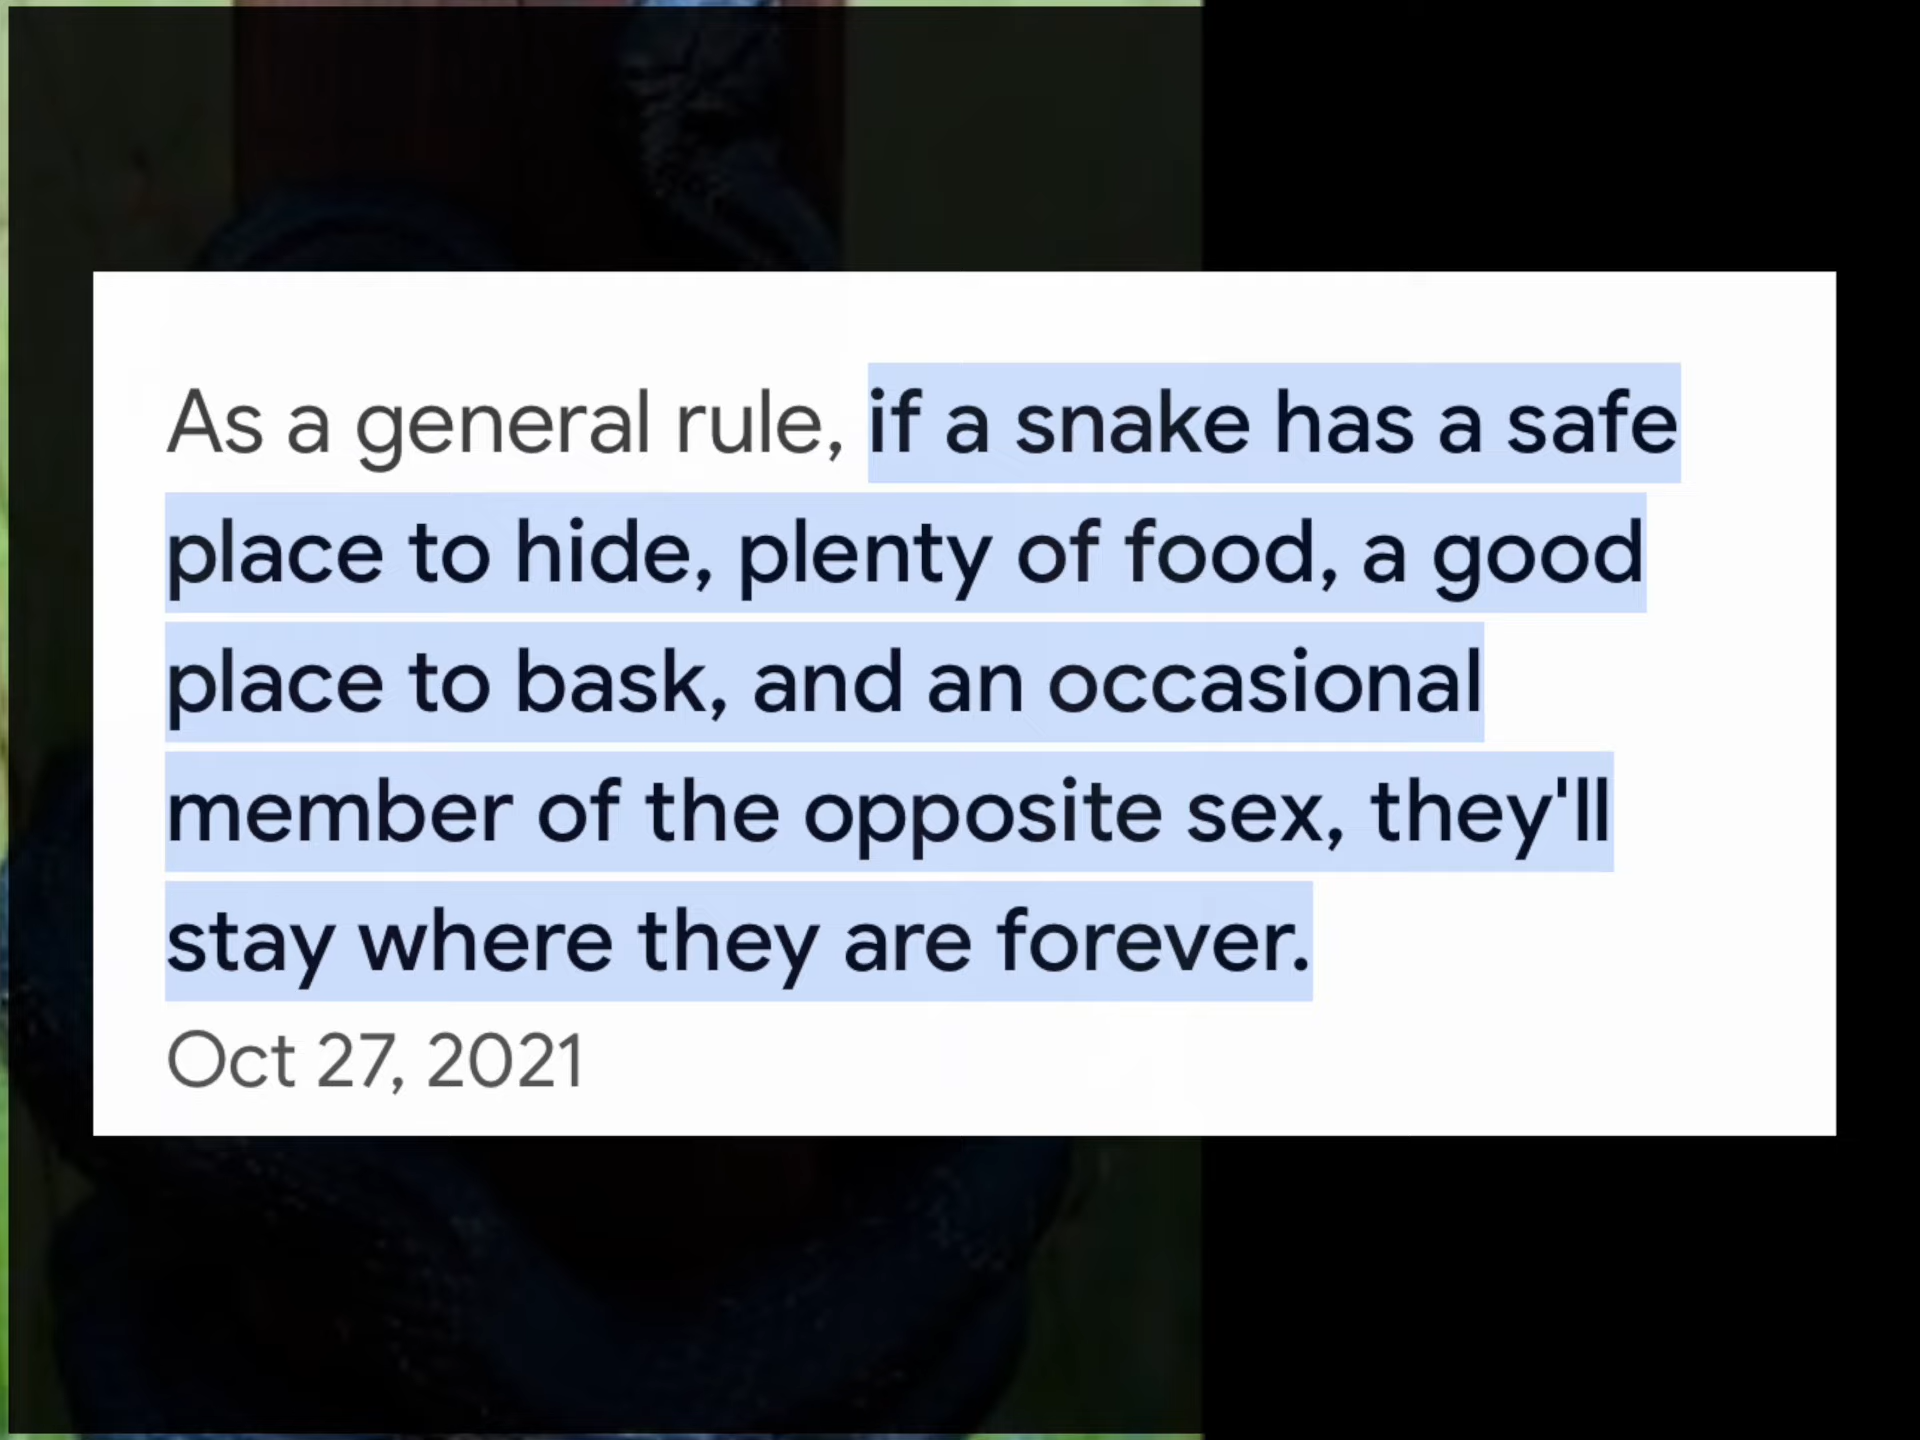 As a general rule, if a snake has a safe
place to hide, plenty of food, a good
place to bask, and an occasional
member of the opposite sex, they'll
stay where they are forever.
Oct 27, 2021